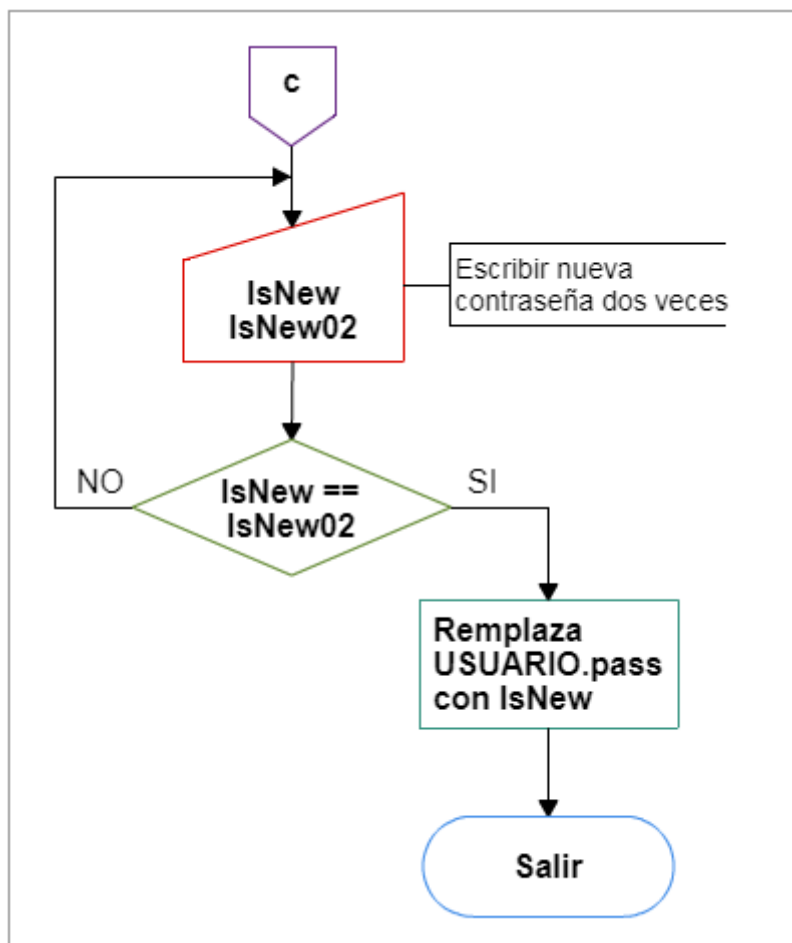 c
IsNew
IsNew02
Escribir nueva
contraseña dos veces
NO
IsNew ==
IsNew02
SI
Remplaza
USUARIO.pass
con IsNew
Salir